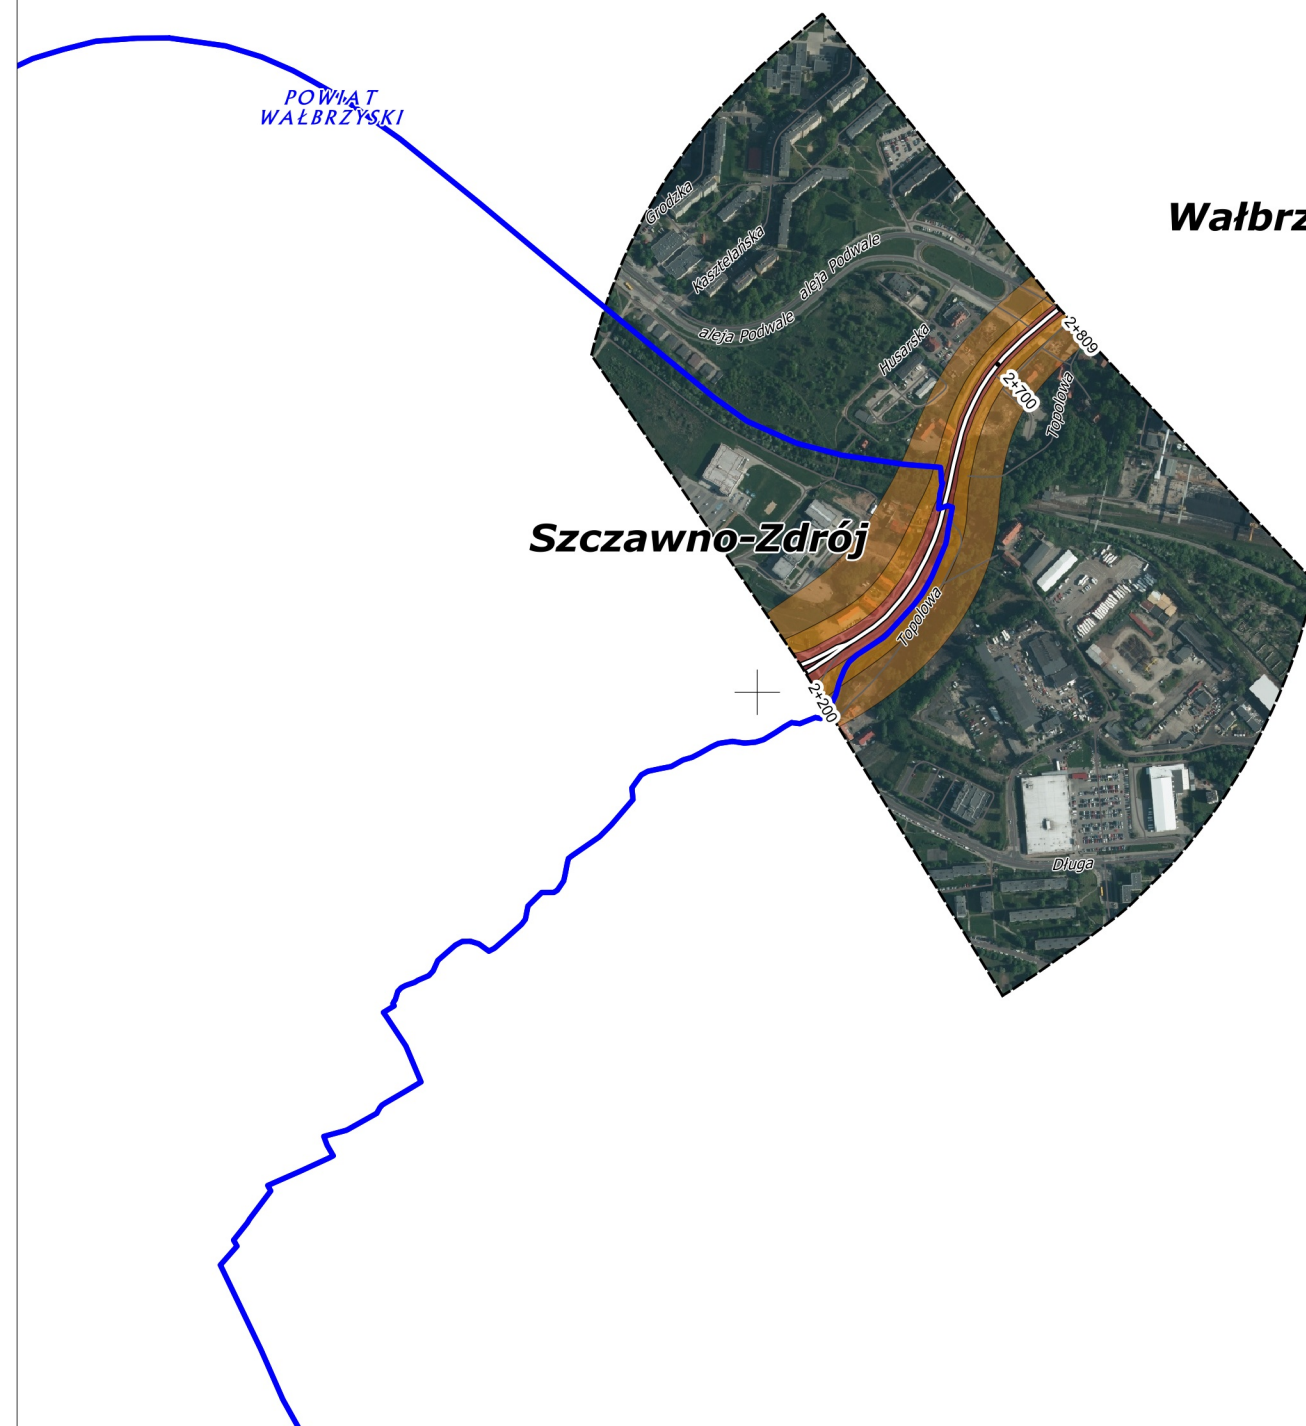 POWIAT
WAŁBRZYSKI
Wałbrz
Grodzka
Kasztelańska
aleja Podwale
aleja Podwale
Husarska
2+809
2+700
Topolowa
Szczawno-Zdrój
Topolowa
2+200
Długa